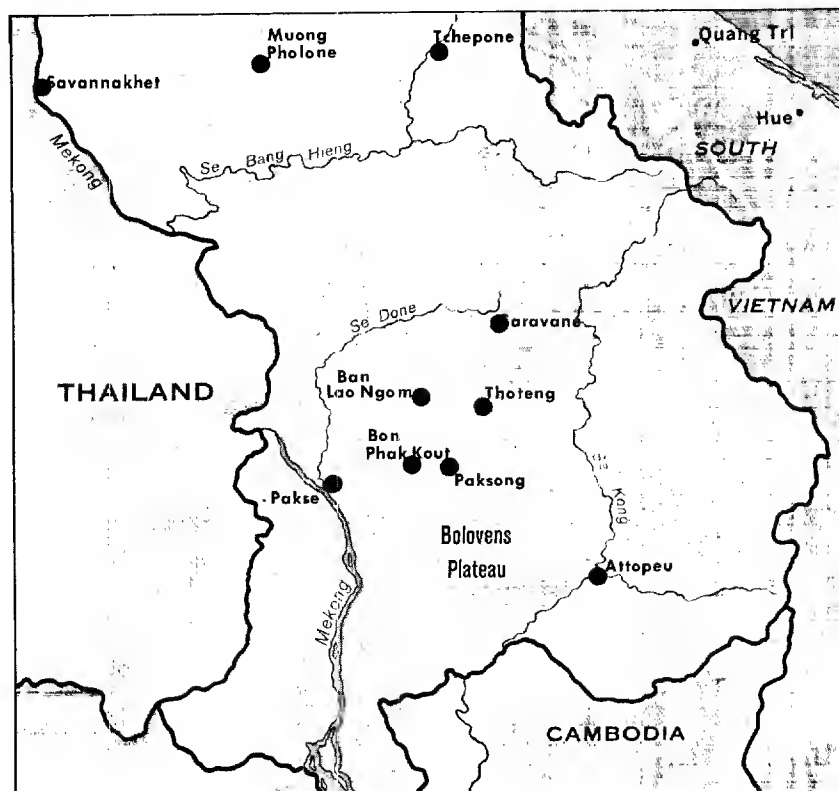 Muong
Pholone
Tchepone
Quang Tri
Savannakhet
Hue
SOUTH
Se Bang Hieng
Mekong
VIETNAM
Se Done
Saravane
THAILAND
Ban
Lao Ngom
Thoteng
Bon
Phak Kout
Paksong
Pakse
Se Kong
Bolovens
Plateau
Attopeu
Mekong
CAMBODIA